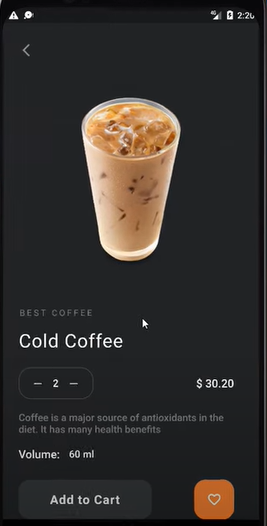 2:20
BEST COFFEE
Cold Coffee
− 2 −
$ 30.20
Coffee is a major source of antioxidants in the
diet. It has many health benefits
Volume: 60 ml
Add to Cart